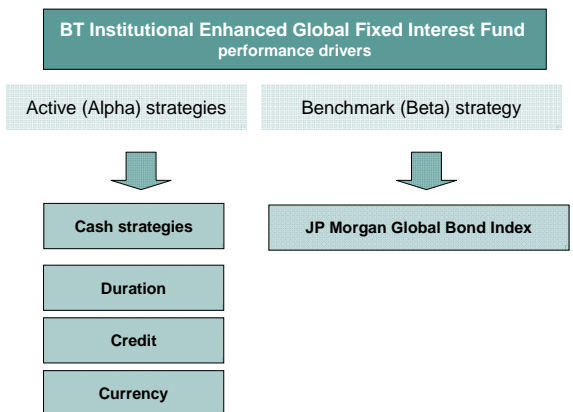 BT Institutional Enhanced Global Fixed Interest Fund
performance drivers
Active (Alpha) strategies
Benchmark (Beta) strategy
Cash strategies
JP Morgan Global Bond Index
Duration
Credit
Currency